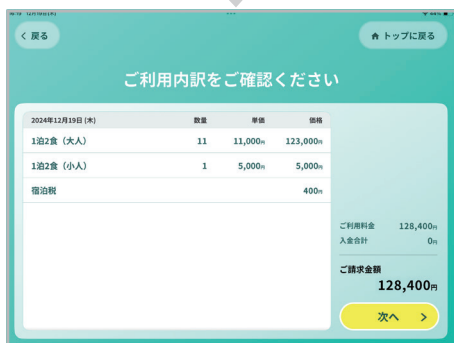 く 戻る
トップに戻る
ご利用内訳をご確認ください
2024年12月19日 (木) 数量 単価 価格
1泊2食（大人） 11 11,000円 123,000円
1泊2食（小人） 1 5,000円 5,000円
宿泊税 400円
ご利用料金 128,400円
入金合計 0円
ご請求金額
128,400円
次へ >